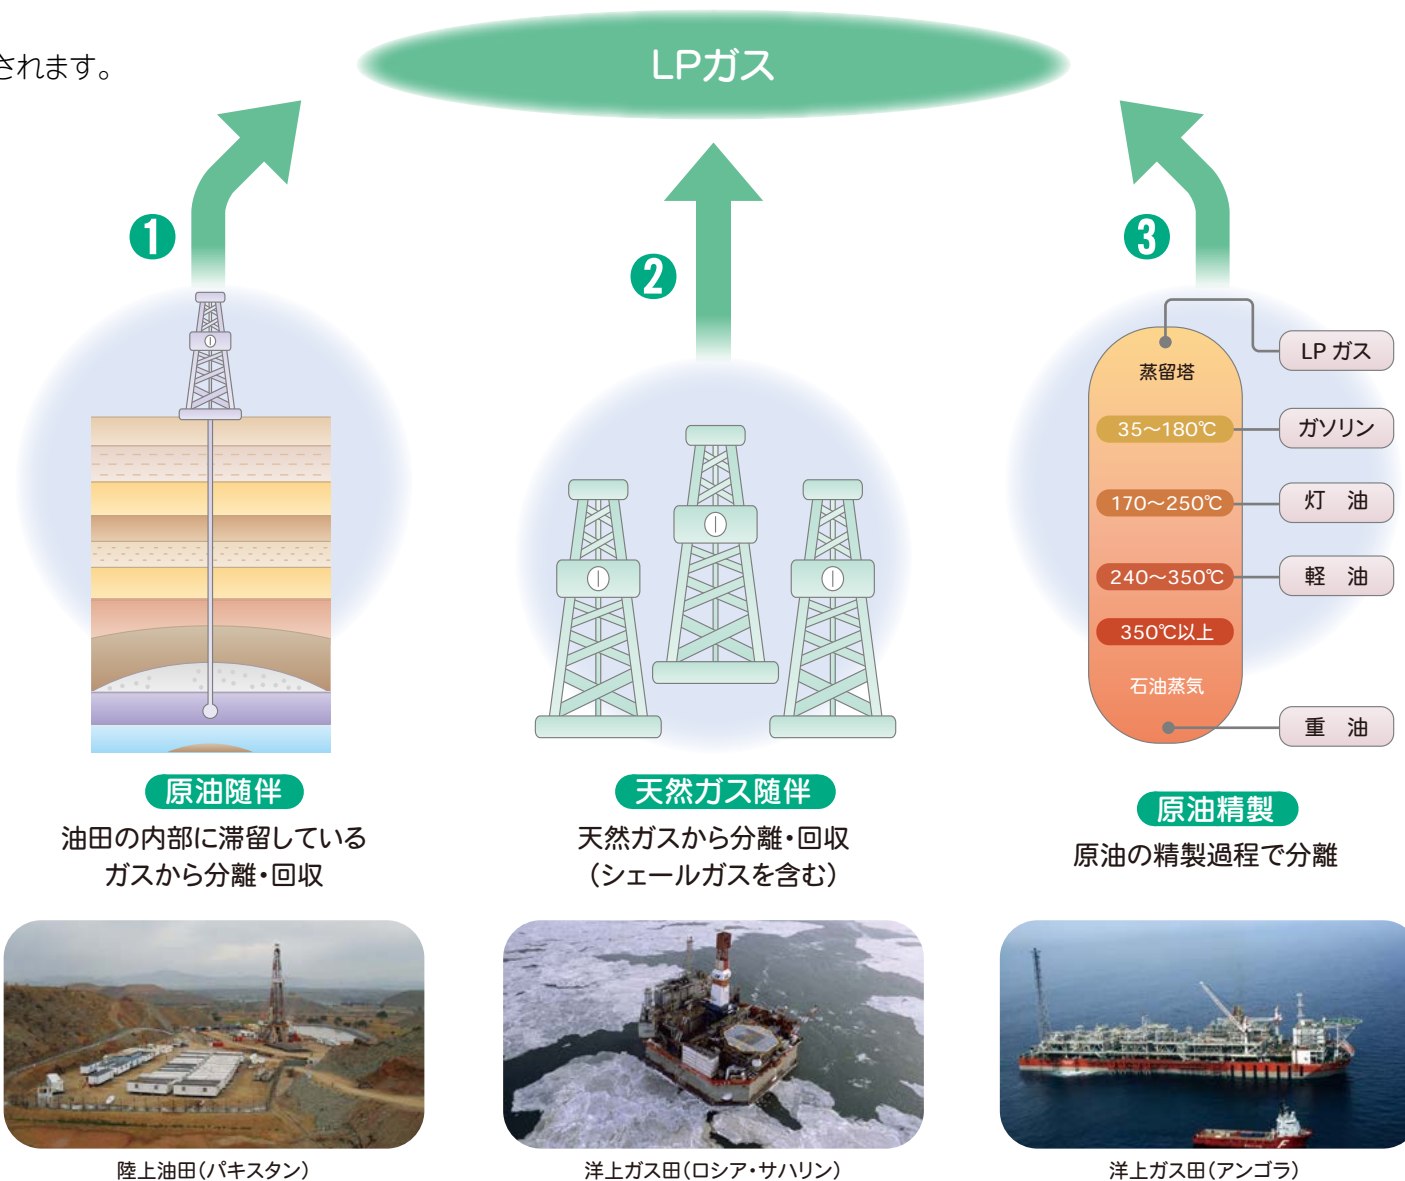 されます。
LPガス
1
2
3
蒸留塔
35～180℃
170～250℃
240～350℃
350℃以上
石油蒸気
LP ガス
ガソリン
灯　油
軽　油
重　油
原油随伴
油田の内部に滞留している
ガスから分離・回収
天然ガス随伴
天然ガスから分離・回収
（シェールガスを含む）
原油精製
原油の精製過程で分離
陸上油田（パキスタン）
洋上ガス田（ロシア・サハリン）
洋上ガス田（アンゴラ）